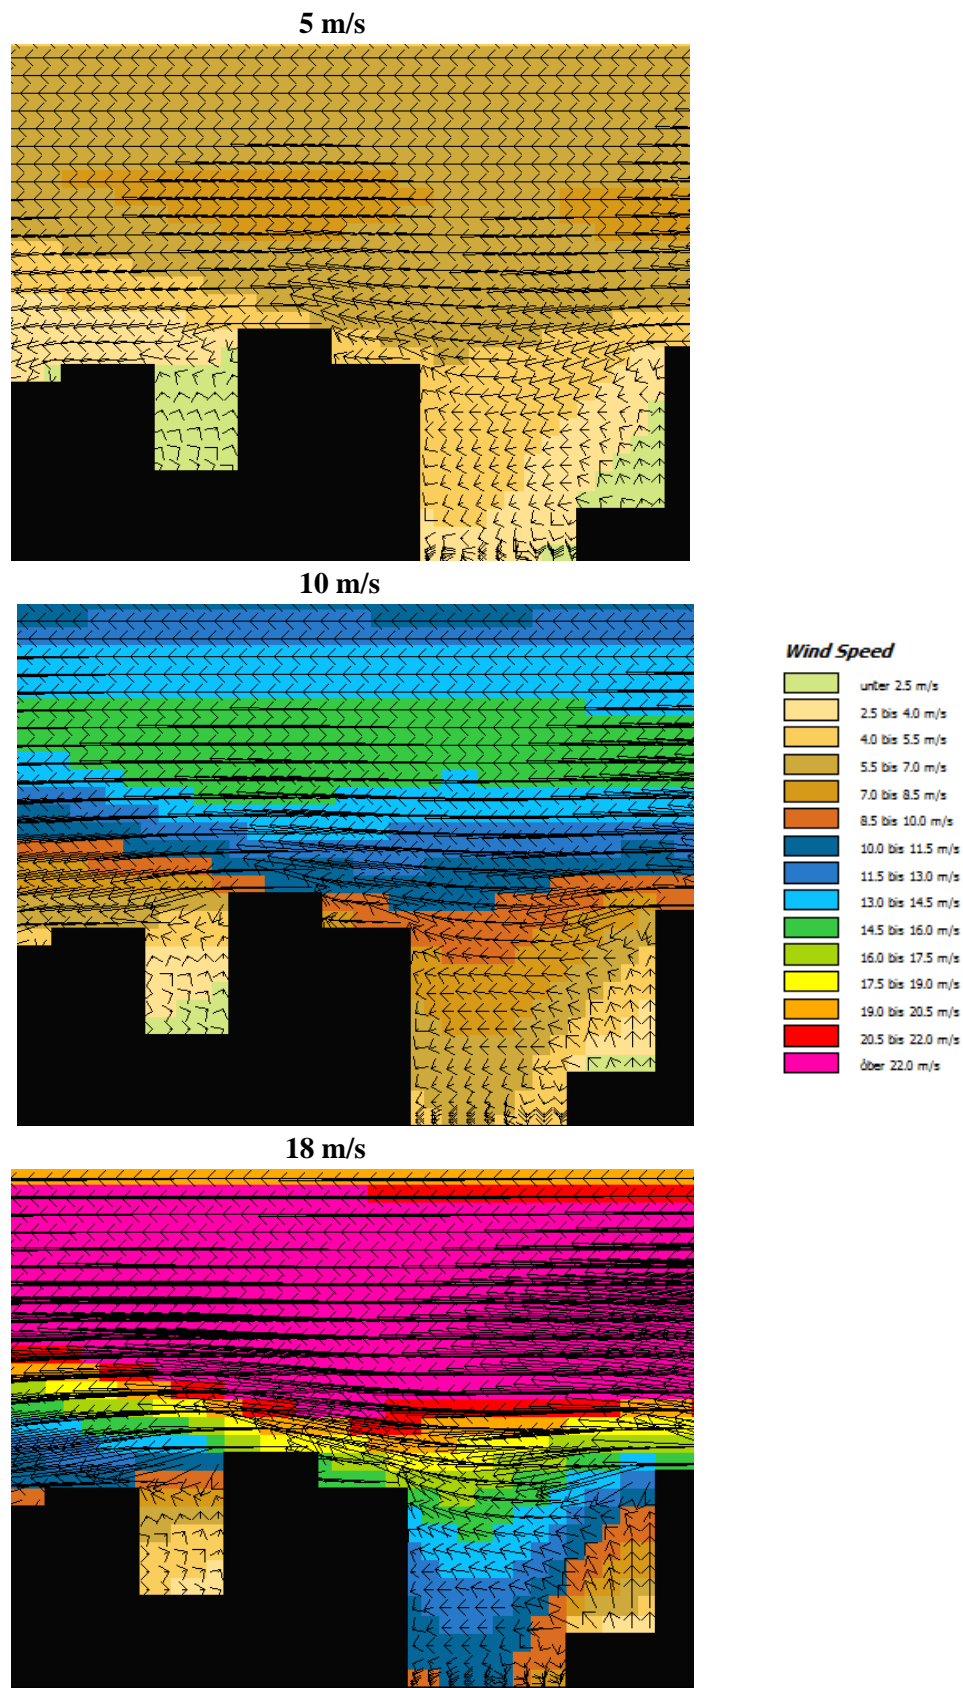 5 m/s
10 m/s
Wind Speed
unter 2.5 m/s
2.5 bis 4.0 m/s
4.0 bis 5.5 m/s
5.5 bis 7.0 m/s
7.0 bis 8.5 m/s
8.5 bis 10.0 m/s
10.0 bis 11.5 m/s
11.5 bis 13.0 m/s
13.0 bis 14.5 m/s
14.5 bis 16.0 m/s
16.0 bis 17.5 m/s
17.5 bis 19.0 m/s
19.0 bis 20.5 m/s
20.5 bis 22.0 m/s
öber 22.0 m/s
18 m/s